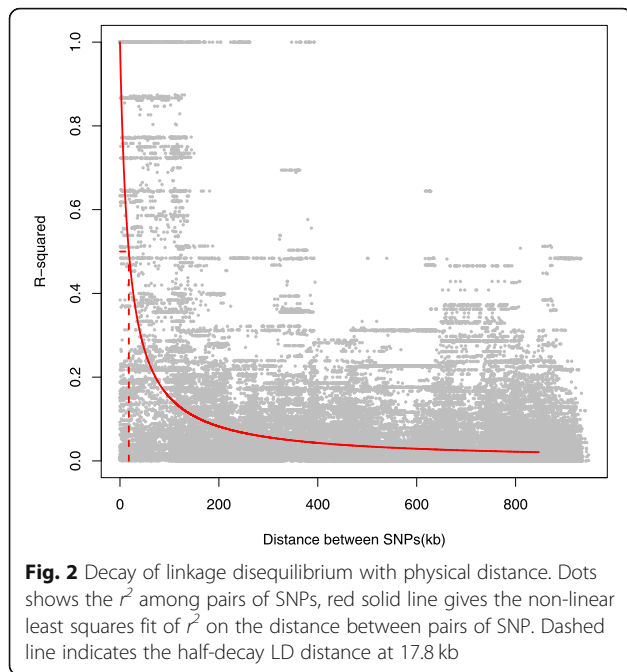 1.0
0.8
0.6
0.4
0.2
0.0
R-squared
0 200 400 600 800
Distance between SNPs(kb)
Fig. 2 Decay of linkage disequilibrium with physical distance. Dots
shows the r² among pairs of SNPs, red solid line gives the non-linear
least squares fit of r² on the distance between pairs of SNP. Dashed
line indicates the half-decay LD distance at 17.8 kb